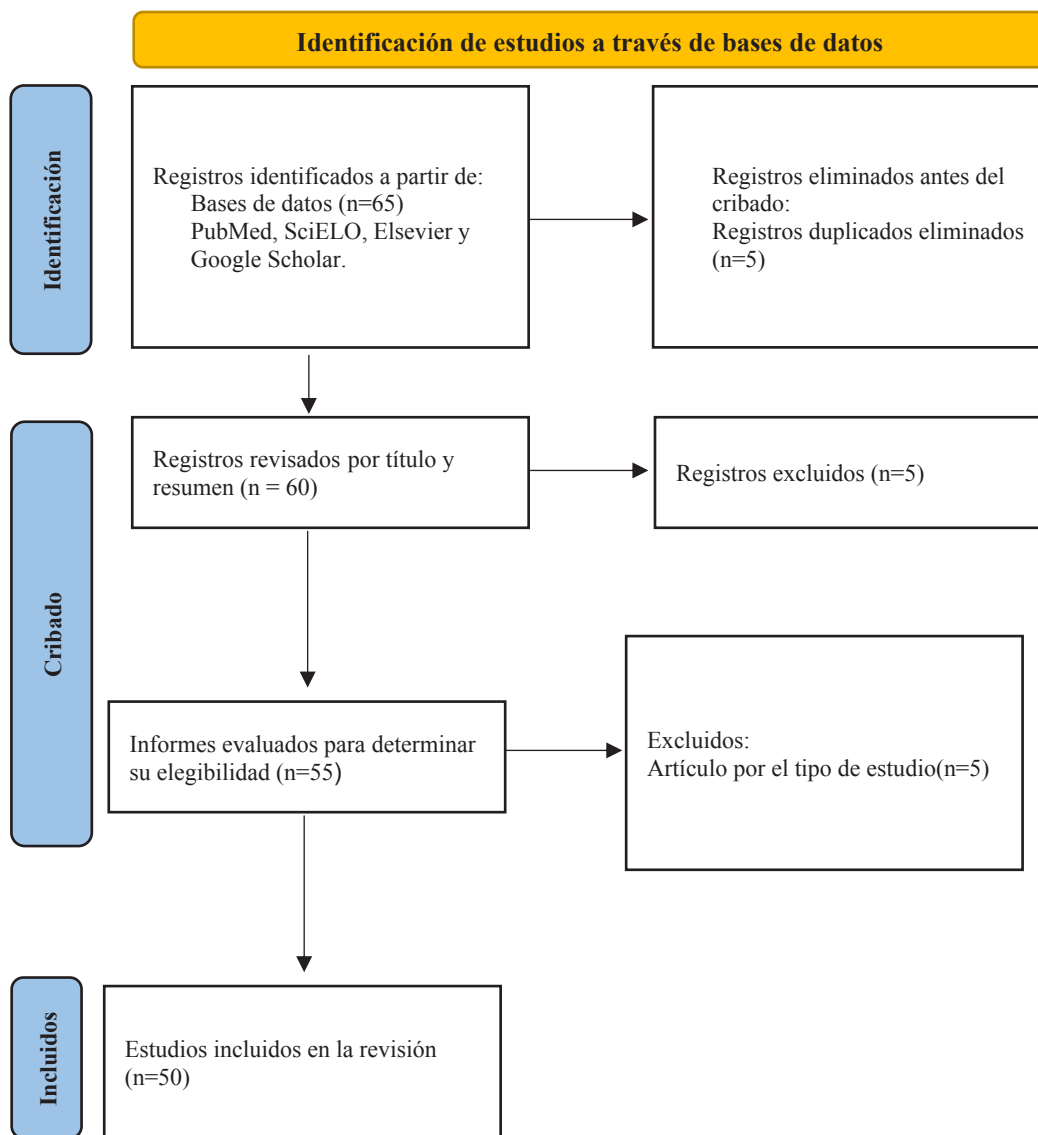 Identificación de estudios a través de bases de datos
Identificación
Registros identificados a partir de:
Bases de datos (n=65)
PubMed, SciELO, Elsevier y
Google Scholar.
Registros eliminados antes del
cribado:
Registros duplicados eliminados
(n=5)
Cribado
Registros revisados por título y
resumen (n = 60)
Registros excluidos (n=5)
Informes evaluados para determinar
su elegibilidad (n=55)
Excluidos:
Artículo por el tipo de estudio(n=5)
Incluidos
Estudios incluidos en la revisión
(n=50)